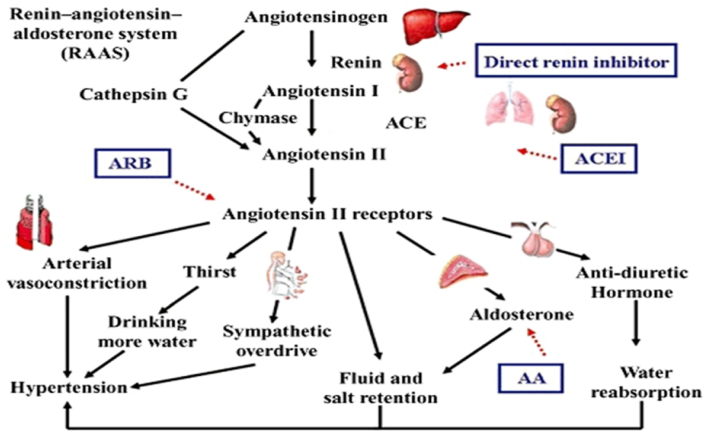 Renin–angiotensin–
aldosterone system
(RAAS)
Angiotensinogen
Renin
Direct renin inhibitor
Cathepsin G
Angiotensin I
Chymase
ACE
Angiotensin II
ARB
ACEI
Angiotensin II receptors
Arterial
vasoconstriction
Thirst
Anti-diuretic
Hormone
Drinking
more water
Sympathetic
overdrive
Aldosterone
Hypertension
Fluid and
salt retention
AA
Water
reabsorption